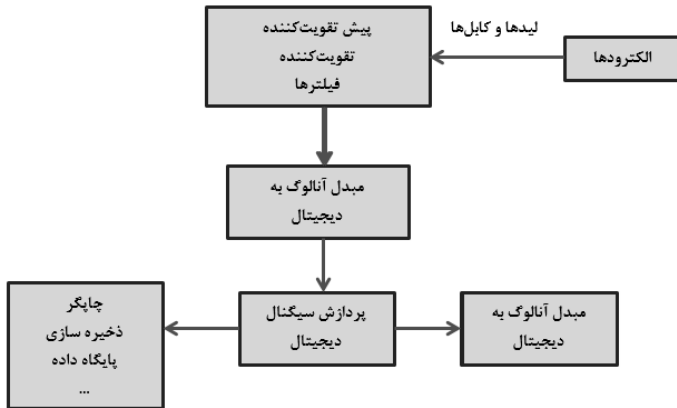 پیش تقویت‌کننده
تقویت‌کننده
فیلترها
لیدها و کابل‌ها
الکترودها
مبدل آنالوگ به
دیجیتال
چاپگر
ذخیره سازی
پایگاه داده
...
پردازش سیگنال
دیجیتال
مبدل آنالوگ به
دیجیتال